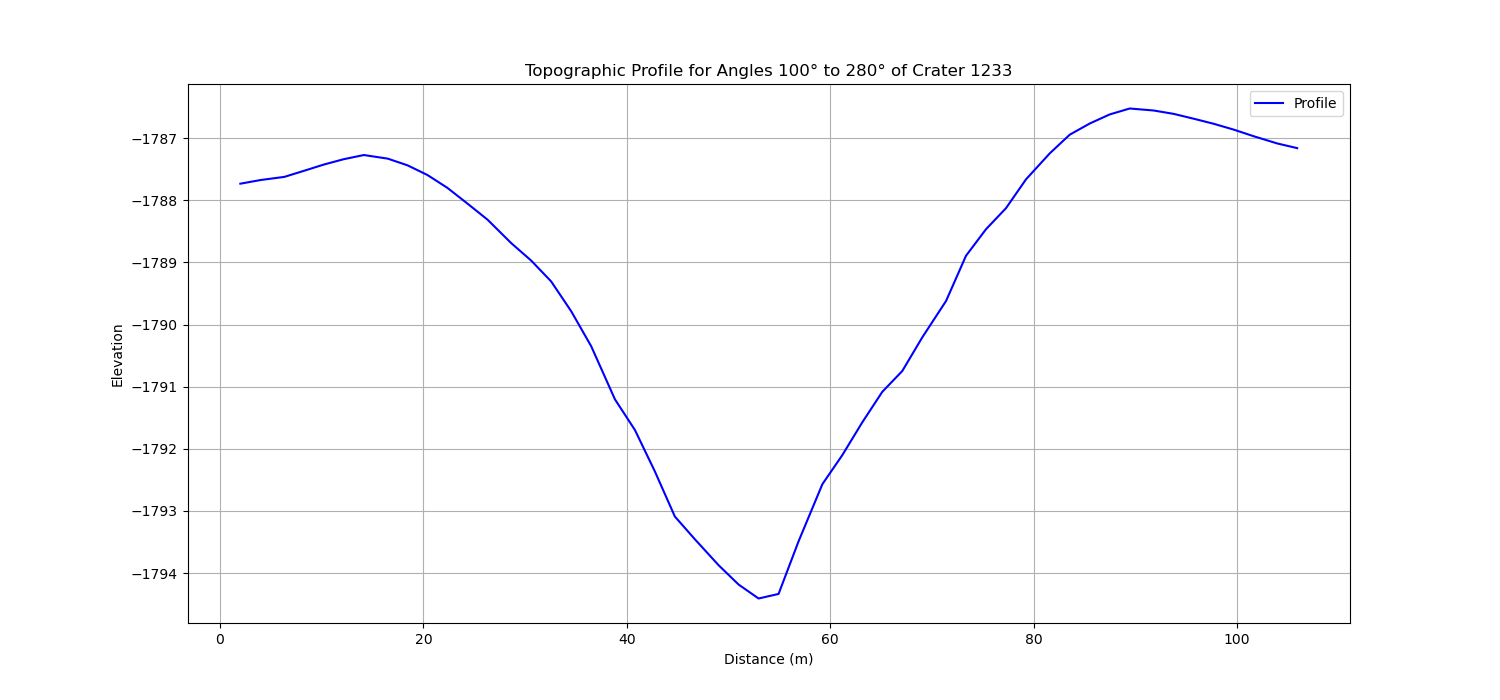 Topographic Profile for Angles 100° to 280° of Crater 1233
Profile
−1787
−1788
−1789
−1790
−1791
−1792
−1793
−1794
Elevation
0 20 40 60 80 100
Distance (m)